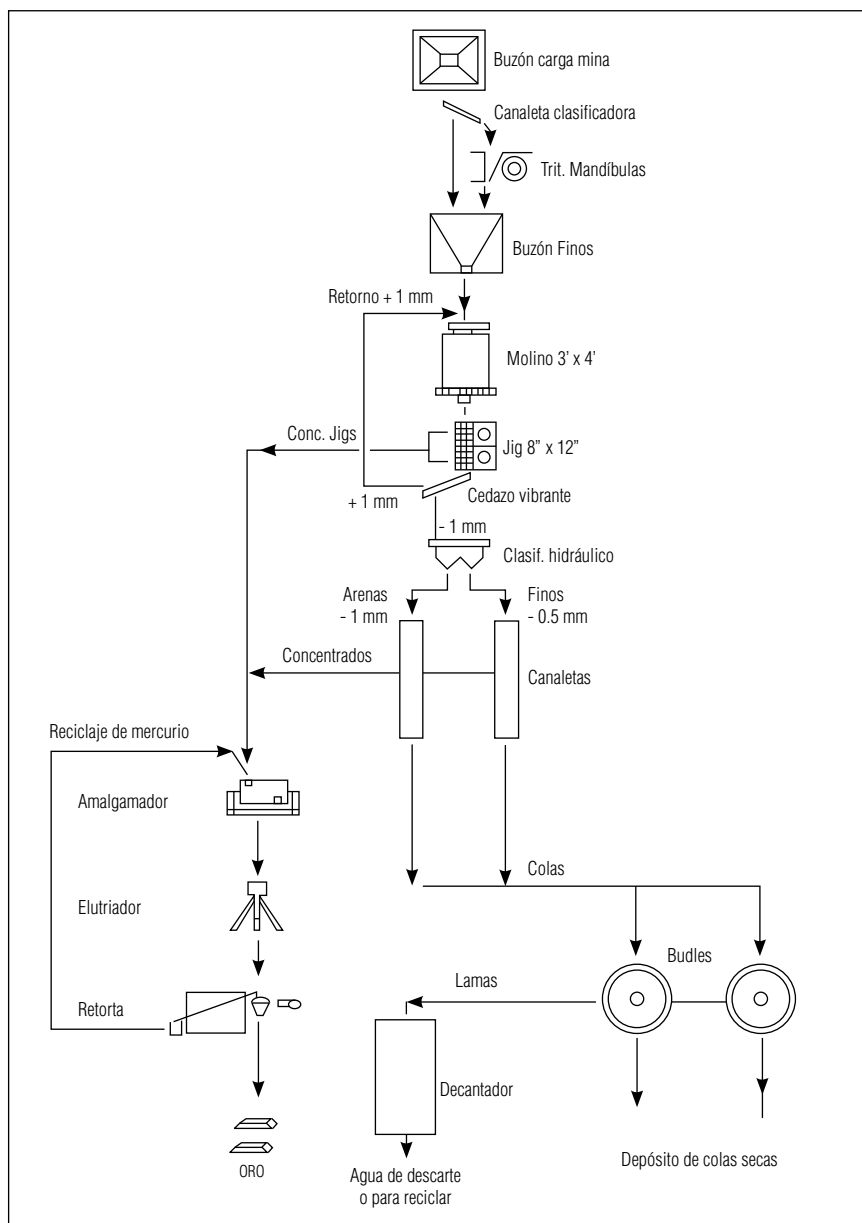 Buzón carga mina
Canaleta clasificadora
Trit. Mandíbulas
Buzón Finos
Retorno + 1 mm
Molino 3' x 4'
Conc. Jigs
Jig 8" x 12"
+ 1 mm
Cedazo vibrante
- 1 mm
Clasif. hidráulico
Arenas
- 1 mm
Finos
- 0.5 mm
Concentrados
Canaletas
Reciclaje de mercurio
Amalgamador
Colas
Elutriador
Budles
Lamas
Retorta
Decantador
ORO
Agua de descarte
o para reciclar
Depósito de colas secas